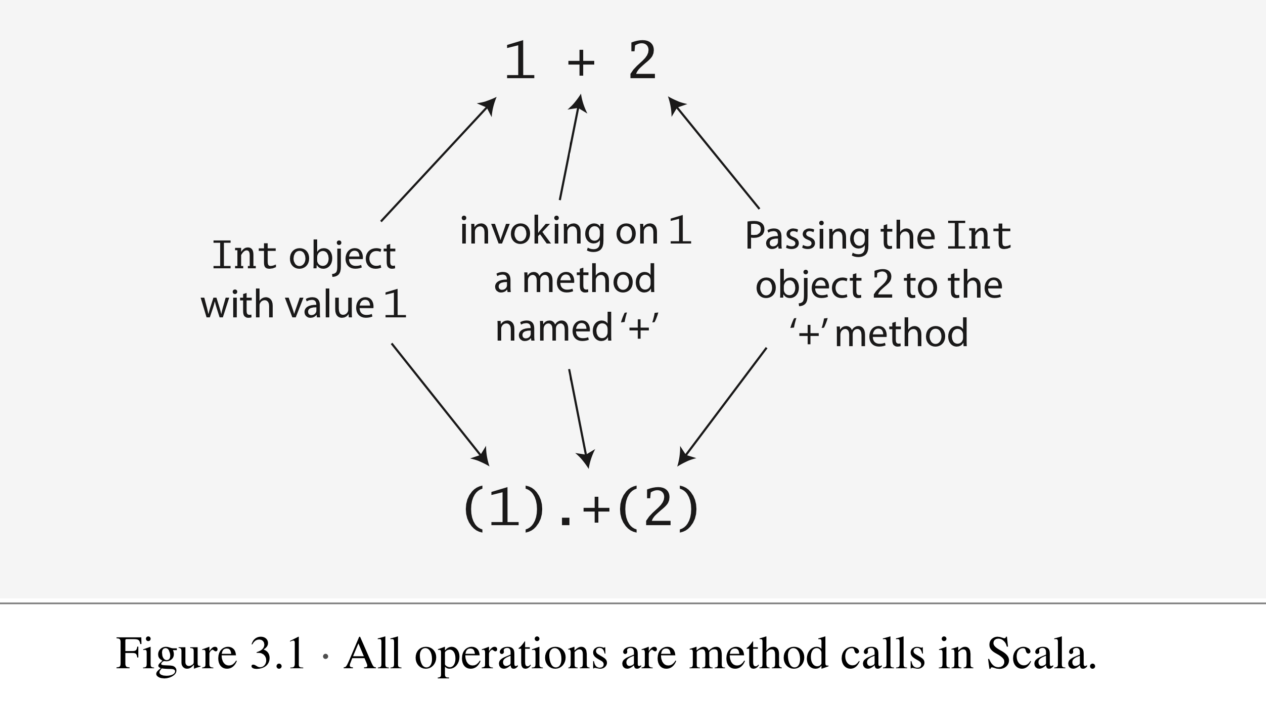 1 + 2
Int object
with value 1
invoking on 1
a method
named ‘+’
Passing the Int
object 2 to the
‘+’ method
(1).+(2)
Figure 3.1 · All operations are method calls in Scala.